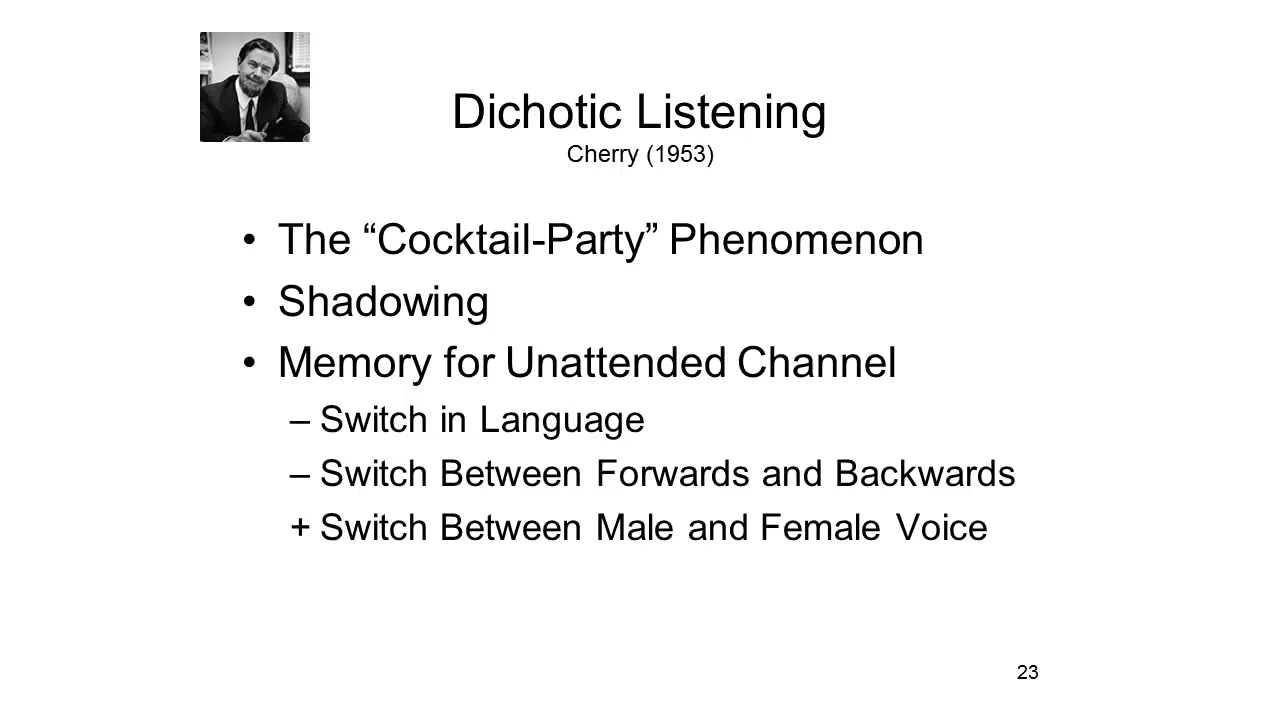 Dichotic Listening
Cherry (1953)
• The “Cocktail-Party” Phenomenon
• Shadowing
• Memory for Unattended Channel
– Switch in Language
– Switch Between Forwards and Backwards
+ Switch Between Male and Female Voice
23